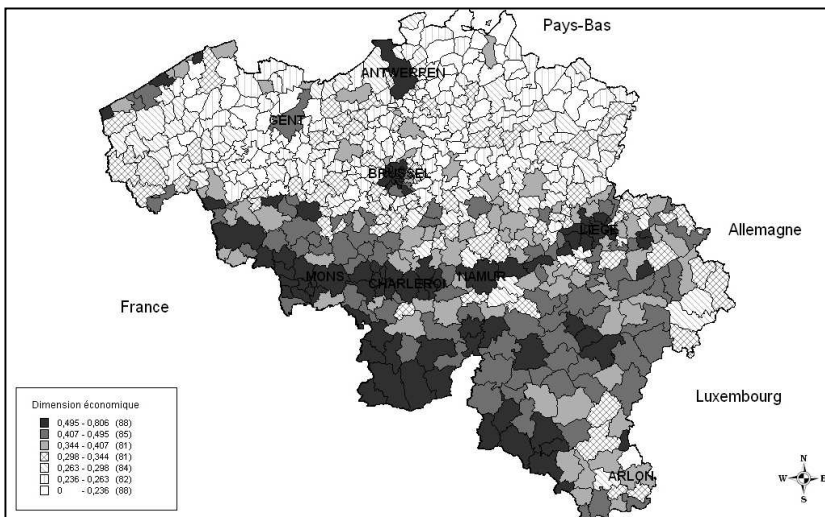 Pays-Bas
ANTWERPEN
GENT
BRUSSEL
LIEGE
Allemagne
MONS
CHARLEROI
NAMUR
France
Luxembourg
Dimension économique
0,495 - 0,806 (88)
0,407 - 0,495 (85)
0,344 - 0,407 (81)
0,298 - 0,344 (81)
0,263 - 0,298 (84)
0,236 - 0,263 (82)
0 - 0,236 (88)
ARLON
N
W E
S